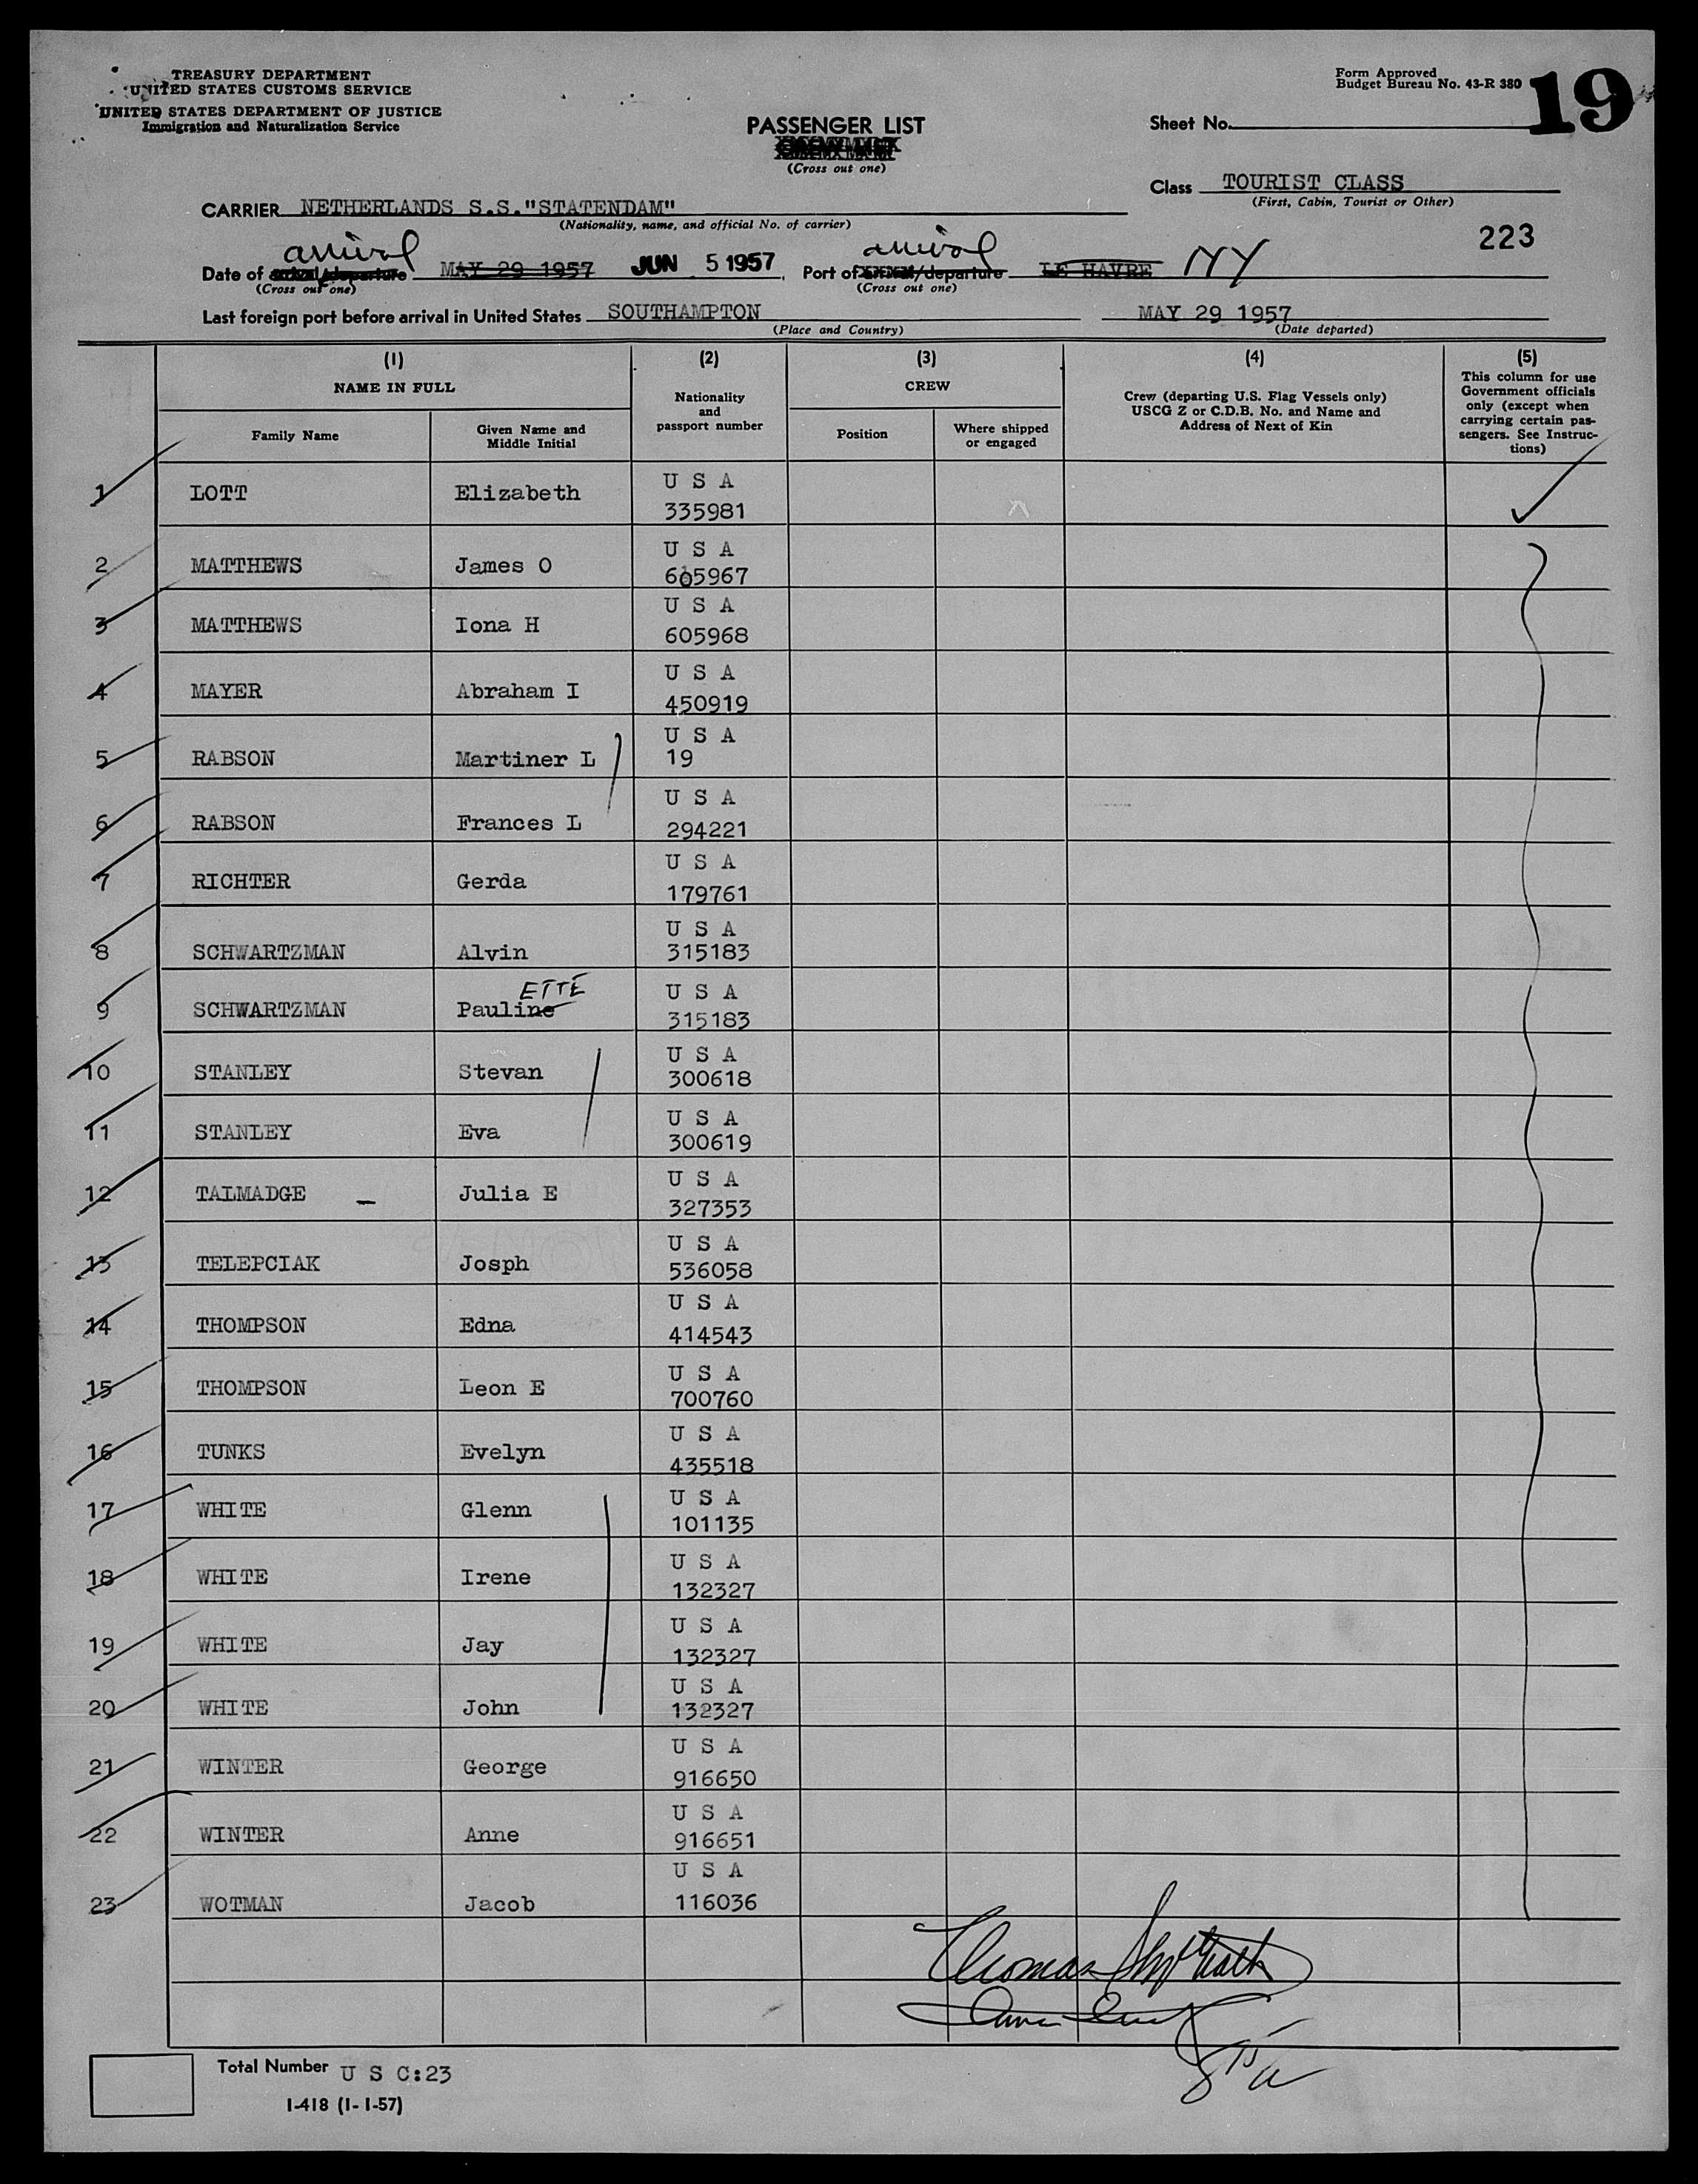 TREASURY DEPARTMENT
UNITED STATES CUSTOMS SERVICE
UNITED STATES DEPARTMENT OF JUSTICE
Immigration and Naturalization Service
Form Approved
Budget Bureau No. 43-R 380
19
PASSENGER LIST
(Cross out one)
Sheet No.
Class TOURIST CLASS
(First, Cabin, Tourist or Other)
CARRIER NETHERLANDS S.S."STATENDAM"
(Nationality, name, and official No. of carrier)
223
arrival arrival
Date of arrival/departure MAY 29 1957 JUN 5 1957, Port of arrival/departure LE HAVRE NY
(Cross out one) (Cross out one)
Last foreign port before arrival in United States SOUTHAMPTON MAY 29 1957
(Place and Country) (Date departed)
(1) (2) (3) (4) (5)
NAME IN FULL
Family Name
Given Name and Middle Initial
Nationality and passport number
CREW
Position
Where shipped or engaged
Crew (departing U.S. Flag Vessels only) USCG Z or C.D.B. No. and Name and Address of Next of Kin
This column for use Government officials only (except when carrying certain passengers. See Instructions)
1 LOTT Elizabeth U S A 335981
2 MATTHEWS James O U S A 605967
3 MATTHEWS Iona H U S A 605968
4 MAYER Abraham I U S A 450919
5 RABSON Martiner L U S A 19
6 RABSON Frances L U S A 294221
7 RICHTER Gerda U S A 179761
8 SCHWARTZMAN Alvin U S A 315183
9 SCHWARTZMAN Pauline ETTE U S A 315183
10 STANLEY Stevan U S A 300618
11 STANLEY Eva U S A 300619
12 TALMADGE - Julia E U S A 327353
13 TELEPCIAK Josph U S A 536058
14 THOMPSON Edna U S A 414543
15 THOMPSON Leon E U S A 700760
16 TUNKS Evelyn U S A 435518
17 WHITE Glenn U S A 101135
18 WHITE Irene U S A 132327
19 WHITE Jay U S A 132327
20 WHITE John U S A 132327
21 WINTER George U S A 916650
22 WINTER Anne U S A 916651
23 WOTMAN Jacob U S A 116036
Thomas
Total Number U S C:23
I-418 (1-1-57)